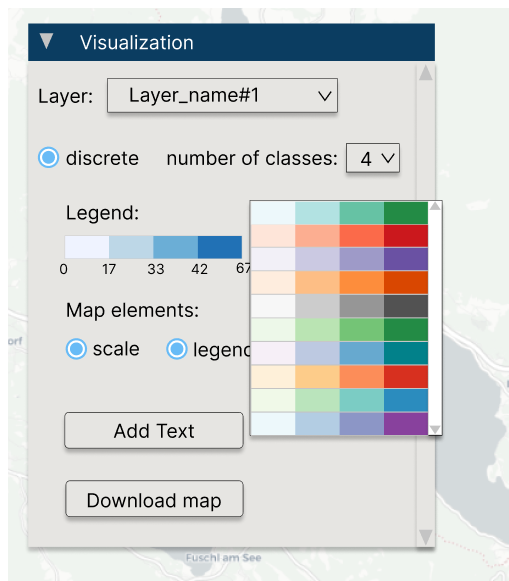 Visualization
Layer: Layer_name#1
discrete number of classes: 4
Legend:
0 17 33 42 67
Map elements:
scale legend
orf
Add Text
Download map
Fuschl am See